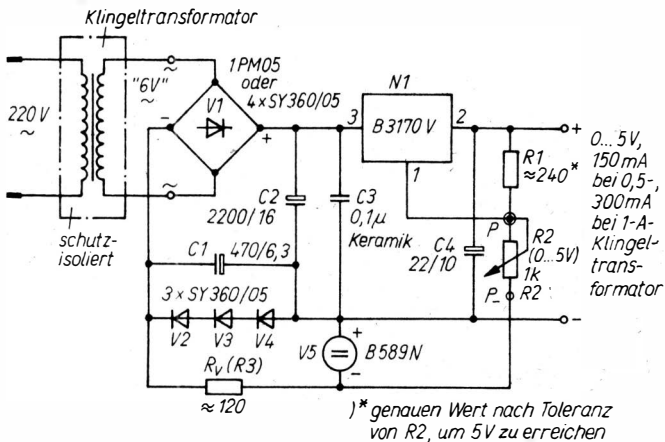 Klingeltransformator
1PM05
oder
4×SY360/05
N1
"6V"
~
~
~
220V
~
V1
-
+
3
B3170V
2
1
+
0...5V,
150mA
bei 0,5-,
300mA
bei 1-A-
Klingel-
trans-
formator
R1
≈240*
C2
2200/16
C3
0,1µ
Keramik
P
R2
(0...5V)
1k
C4
22/10
schutz-
isoliert
C1
470/6,3
3×SY360/05
P_
R2
V2
V3
V4
+
-
V5
B589N
-
Rv (R3)
≈120
)* genauen Wert nach Toleranz
von R2, um 5V zu erreichen